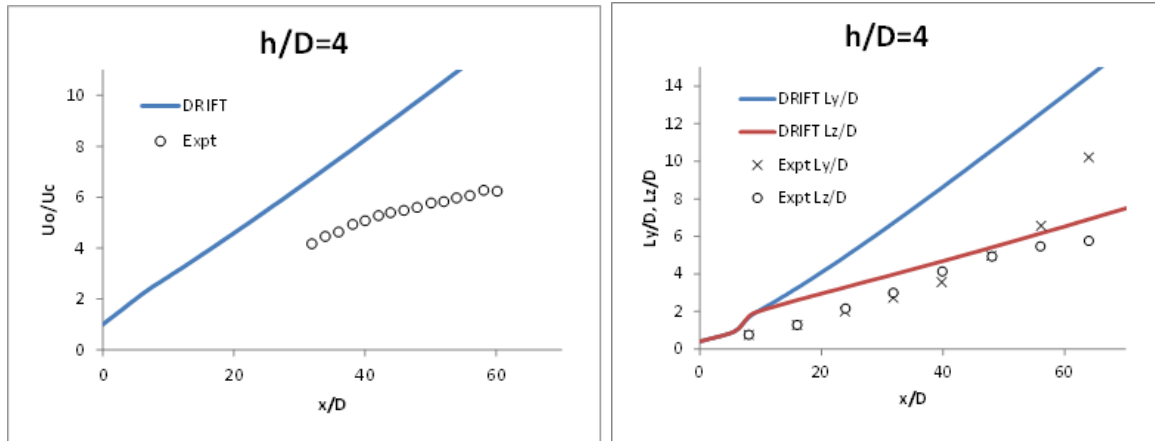 h/D=4
10
8
6
4
2
0
Uo/Uc
DRIFT
Expt
0
20
40
60
x/D
h/D=4
14
12
10
8
6
4
2
0
Ly/D, Lz/D
DRIFT Ly/D
DRIFT Lz/D
Expt Ly/D
Expt Lz/D
0
20
40
60
x/D